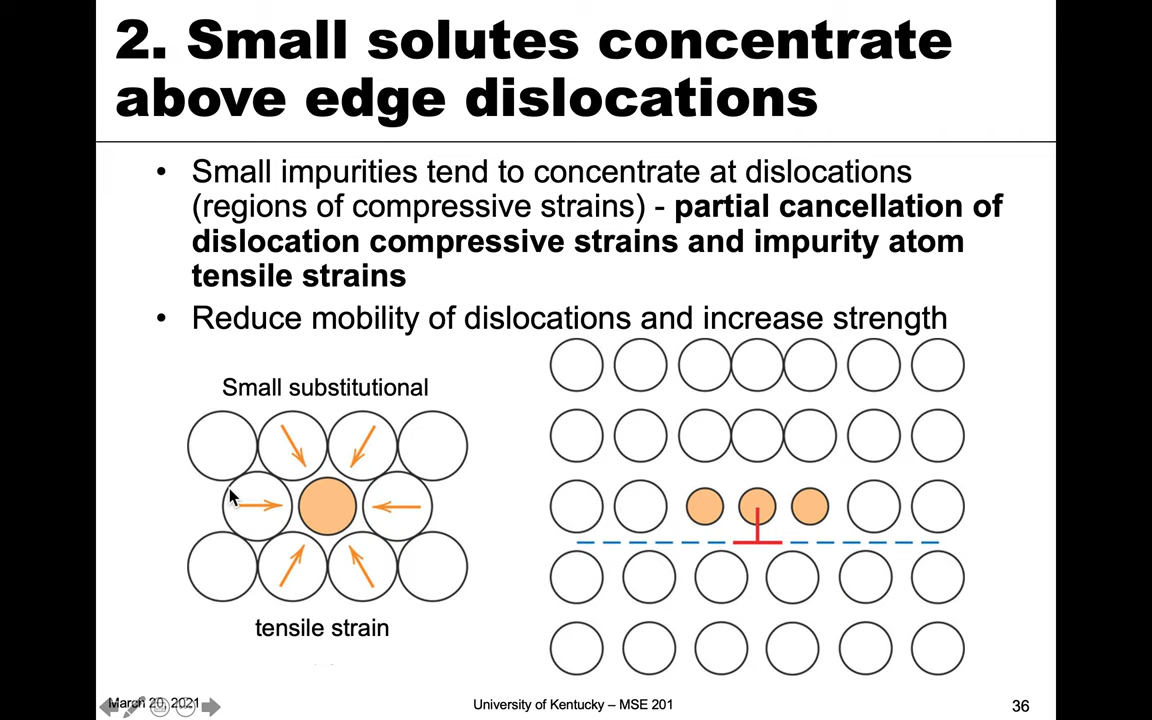 2. Small solutes concentrate
above edge dislocations
• Small impurities tend to concentrate at dislocations
(regions of compressive strains) - partial cancellation of
dislocation compressive strains and impurity atom
tensile strains
• Reduce mobility of dislocations and increase strength
Small substitutional
tensile strain
March 20, 2021
University of Kentucky – MSE 201
36